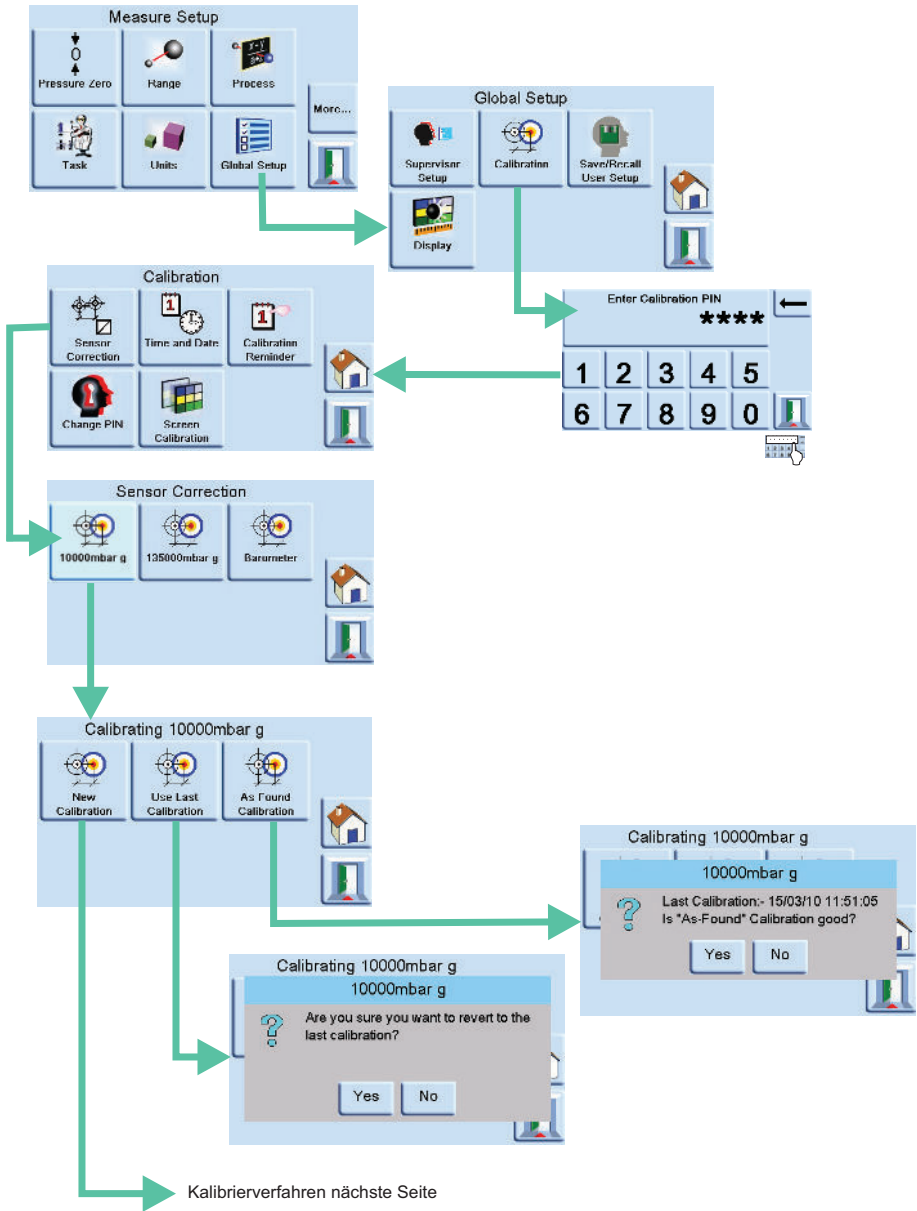 Measure Setup
0
Pressure Zero
Range
x-y
Process
More...
Task
Units
Global Setup
Global Setup
Supervisor
Setup
Calibration
Save/Recall
User Setup
Display
Enter Calibration PIN
****
1 2 3 4 5
6 7 8 9 0
Calibration
Sensor
Correction
1
Time and Date
1
Calibration
Reminder
Change PIN
Screen
Calibration
Sensor Correction
10000mbar g
135000mbar g
Barometer
Calibrating 10000mbar g
New
Calibration
Use Last
Calibration
As Found
Calibration
Calibrating 10000mbar g
10000mbar g
Last Calibration:- 15/03/10 11:51:05
Is "As-Found" Calibration good?
Yes No
Calibrating 10000mbar g
10000mbar g
Are you sure you want to revert to the
last calibration?
Yes No
Kalibrierverfahren nächste Seite